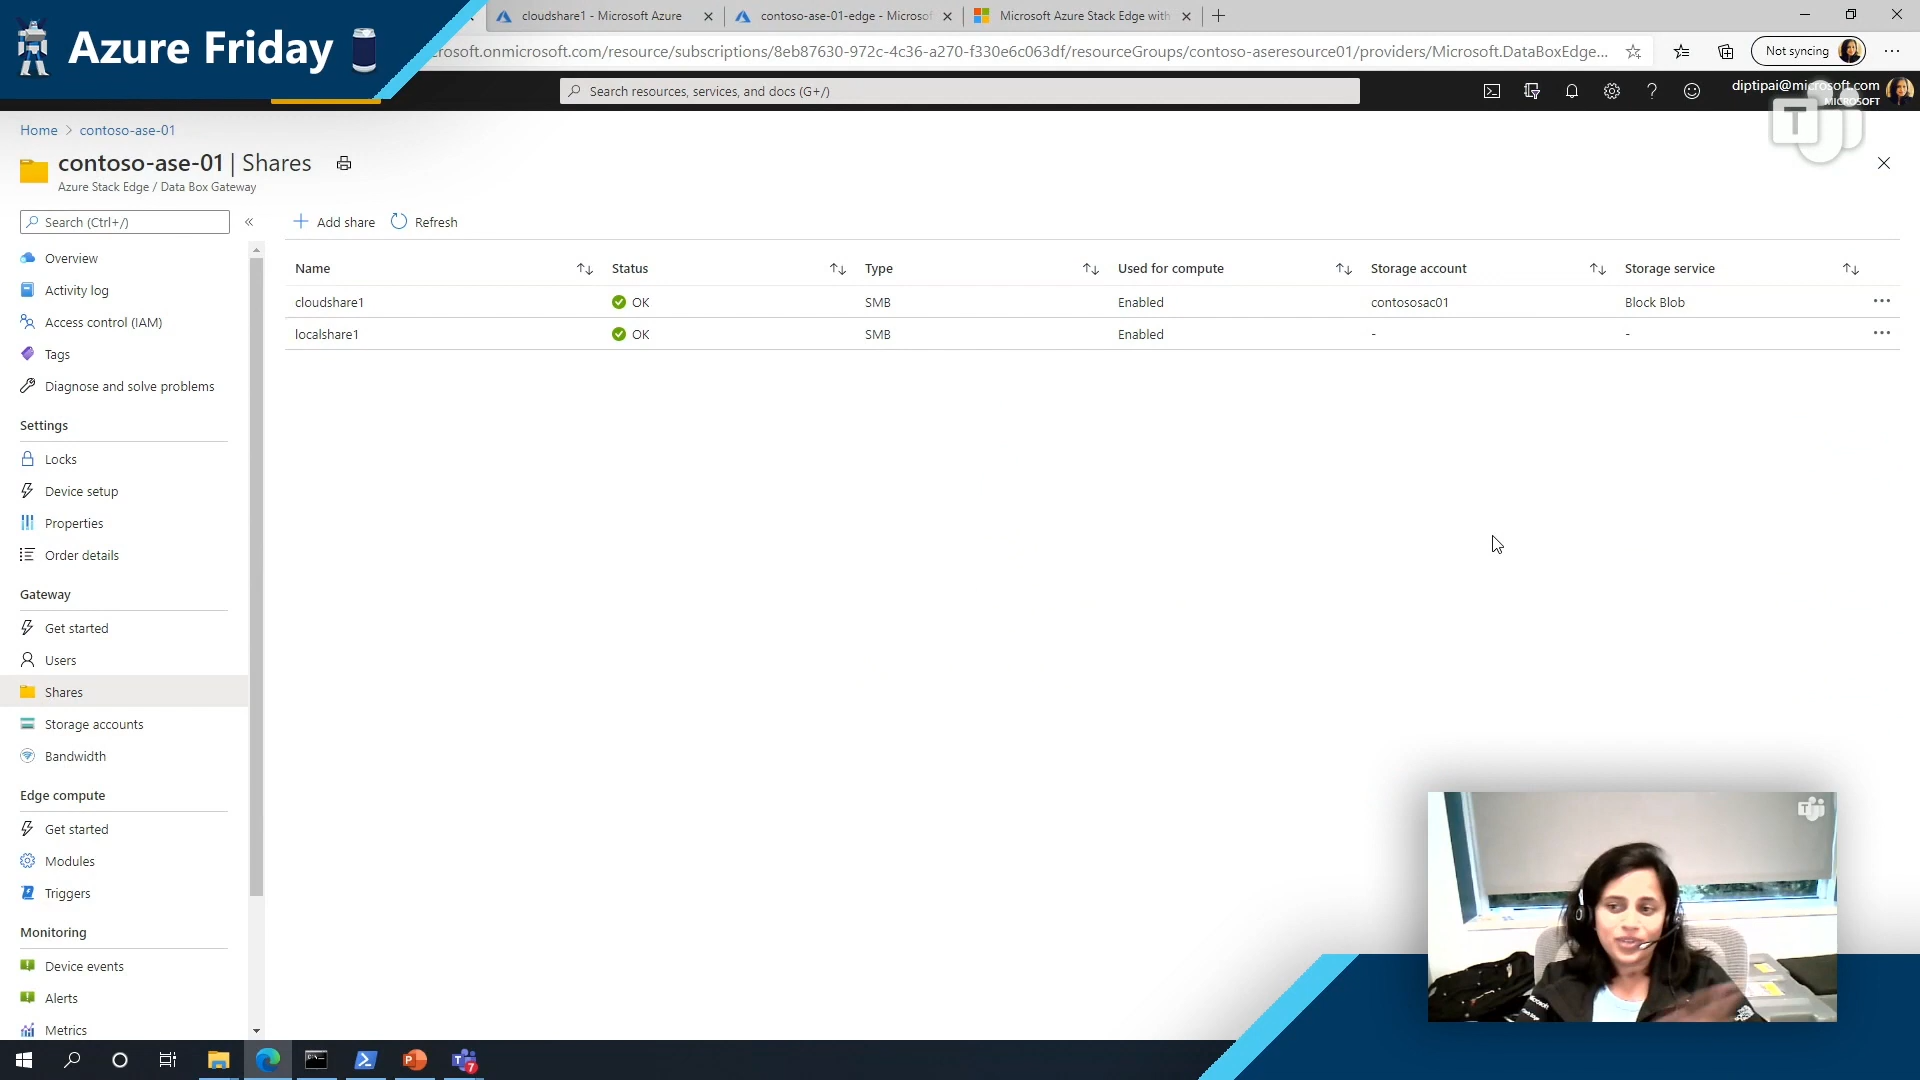 Azure Friday
cloudshare1 - Microsoft Azure
contoso-ase-01-edge - Microsof
Microsoft Azure Stack Edge with
rosoft.onmicrosoft.com/resource/subscriptions/8eb87630-972c-4c36-a270-f330e6c063df/resourceGroups/contoso-aseresource01/providers/Microsoft.DataBoxEdge...
Not syncing
Search resources, services, and docs (G+/)
diptipai@microsoft.com
MICROSOFT
T
Home > contoso-ase-01
contoso-ase-01 | Shares
Azure Stack Edge / Data Box Gateway
Search (Ctrl+/)
Add share
Refresh
Overview
Activity log
Access control (IAM)
Tags
Diagnose and solve problems
Settings
Locks
Device setup
Properties
Order details
Gateway
Get started
Users
Shares
Storage accounts
Bandwidth
Edge compute
Get started
Modules
Triggers
Monitoring
Device events
Alerts
Metrics
Name Status Type Used for compute Storage account Storage service
cloudshare1 OK SMB Enabled contososac01 Block Blob
localshare1 OK SMB Enabled - -
T
7